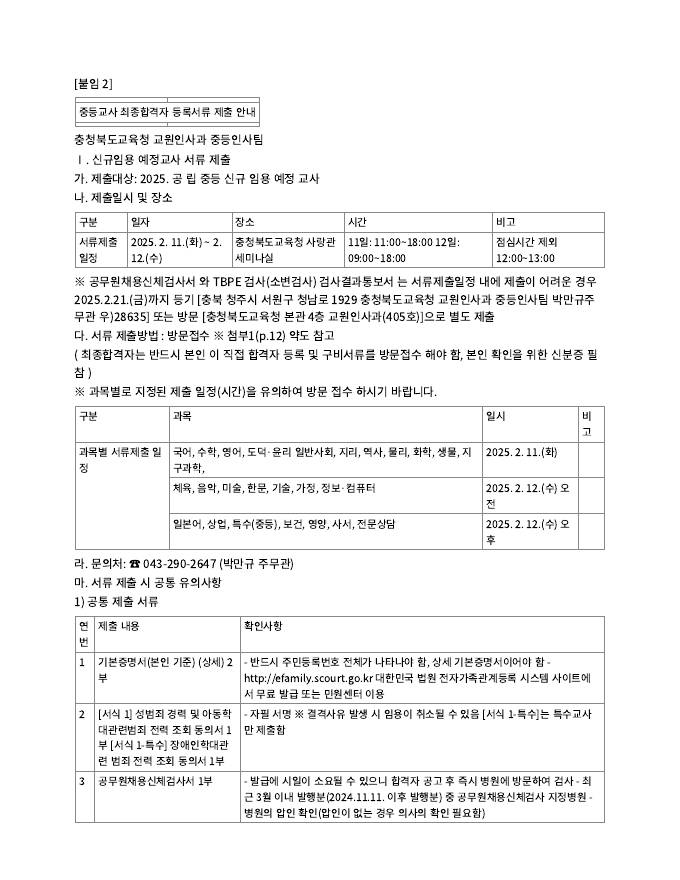 [붙임 2]
중등교사 최종합격자 등록서류 제출 안내
충청북도교육청 교원인사과 중등인사팀
Ⅰ. 신규임용 예정교사 서류 제출
가. 제출대상: 2025. 공 립 중등 신규 임용 예정 교사
나. 제출일시 및 장소
구분 일자 장소 시간 비고
서류제출 2025. 2. 11.(화) ~ 2. 충청북도교육청 사랑관 11일: 11:00~18:00 12일: 점심시간 제외
일정 12.(수) 세미나실 09:00~18:00 12:00~13:00
※ 공무원채용신체검사서 와 TBPE 검사(소변검사) 검사결과통보서 는 서류제출일정 내에 제출이 어려운 경우
2025.2.21.(금)까지 등기 [충북 청주시 서원구 청남로 1929 충청북도교육청 교원인사과 중등인사팀 박만규주
무관 우)28635] 또는 방문 [충청북도교육청 본관 4층 교원인사과(405호)]으로 별도 제출
다. 서류 제출방법 : 방문접수 ※ 첨부1(p.12) 약도 참고
( 최종합격자는 반드시 본인 이 직접 합격자 등록 및 구비서류를 방문접수 해야 함, 본인 확인을 위한 신분증 필
참 )
※ 과목별로 지정된 제출 일정(시간)을 유의하여 방문 접수 하시기 바랍니다.
구분 과목 일시 비
고
과목별 서류제출 일 국어, 수학, 영어, 도덕·윤리 일반사회, 지리, 역사, 물리, 화학, 생물, 지 2025. 2. 11.(화)
정 구과학,
체육, 음악, 미술, 한문, 기술, 가정, 정보·컴퓨터 2025. 2. 12.(수) 오
전
일본어, 상업, 특수(중등), 보건, 영양, 사서, 전문상담 2025. 2. 12.(수) 오
후
라. 문의처: ☎ 043-290-2647 (박만규 주무관)
마. 서류 제출 시 공통 유의사항
1) 공통 제출 서류
연 제출 내용 확인사항
번
1 기본증명서(본인 기준) (상세) 2 - 반드시 주민등록번호 전체가 나타나야 함, 상세 기본증명서이어야 함 -
부 http://efamily.scourt.go.kr 대한민국 법원 전자가족관계등록 시스템 사이트에
서 무료 발급 또는 민원센터 이용
2 [서식 1] 성범죄 경력 및 아동학 - 자필 서명 ※ 결격사유 발생 시 임용이 취소될 수 있음 [서식 1-특수]는 특수교사
대관련범죄 전력 조회 동의서 1 만 제출함
부 [서식 1-특수] 장애인학대관
련 범죄 전력 조회 동의서 1부
3 공무원채용신체검사서 1부 - 발급에 시일이 소요될 수 있으니 합격자 공고 후 즉시 병원에 방문하여 검사 - 최
근 3월 이내 발행분(2024.11.11. 이후 발행분) 중 공무원채용신체검사 지정병원 -
병원의 압인 확인(압인이 없는 경우 의사의 확인 필요함)